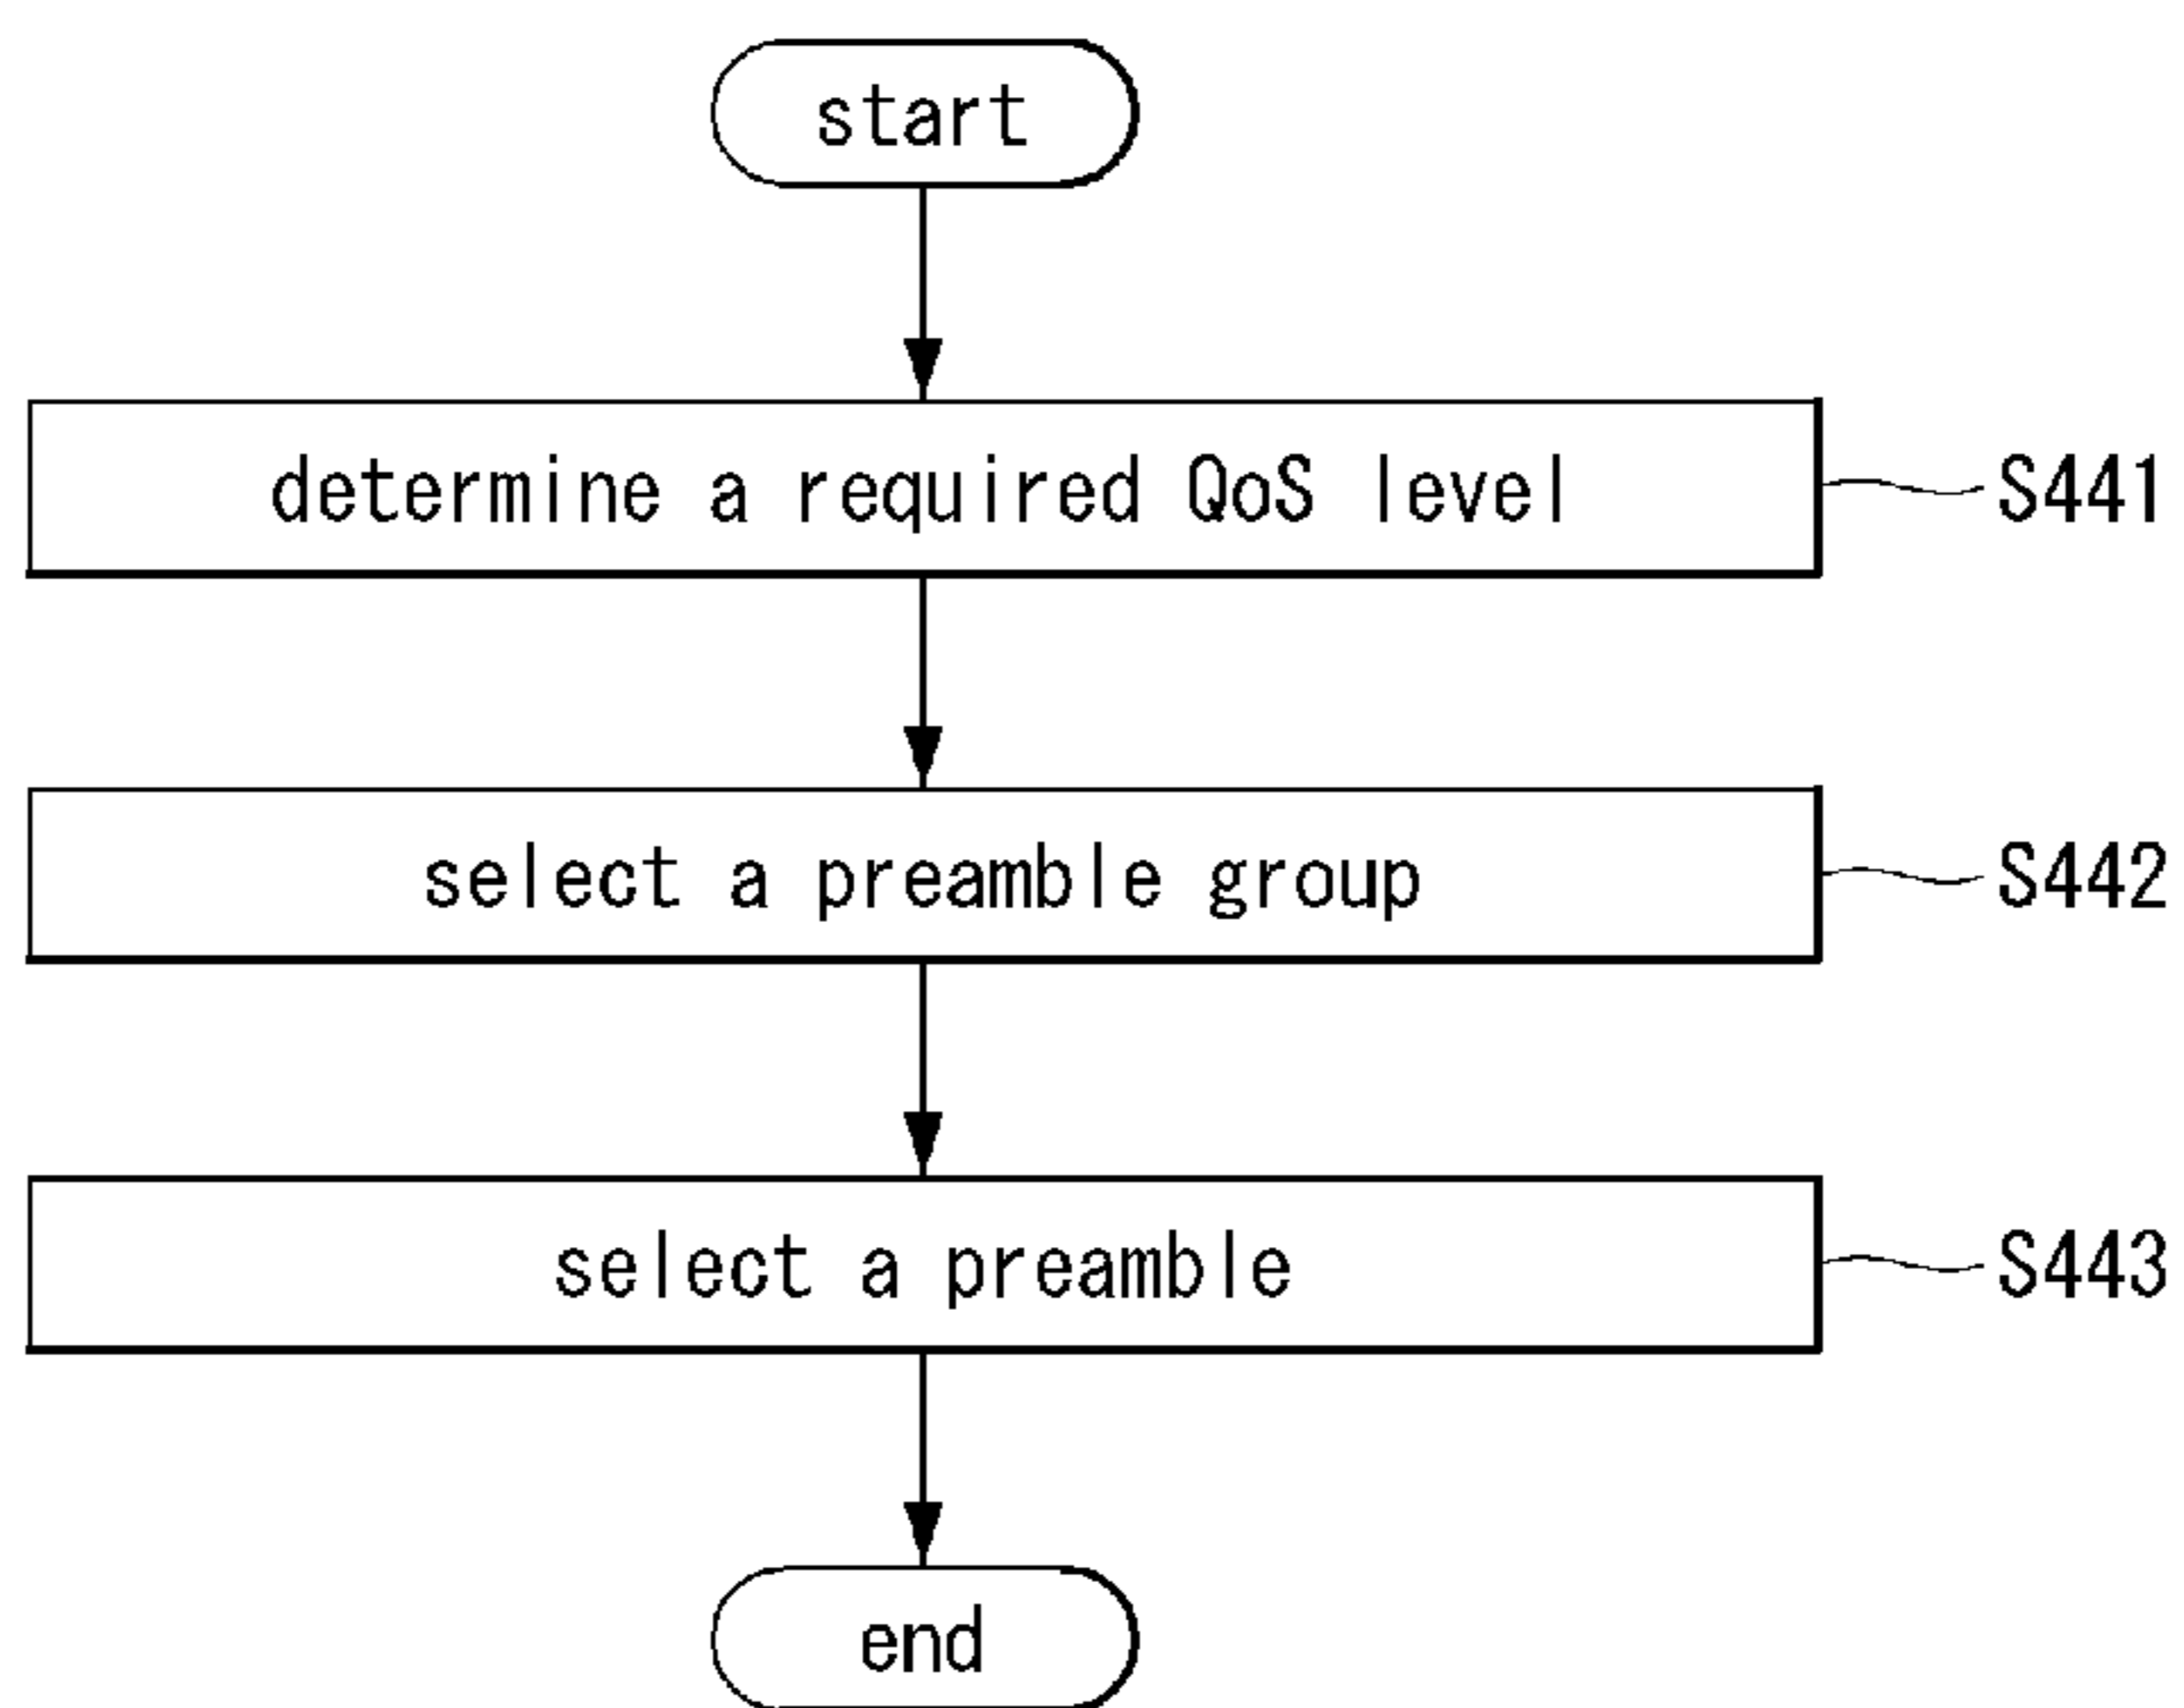 start
determine a required QoS level S441
select a preamble group S442
select a preamble S443
end